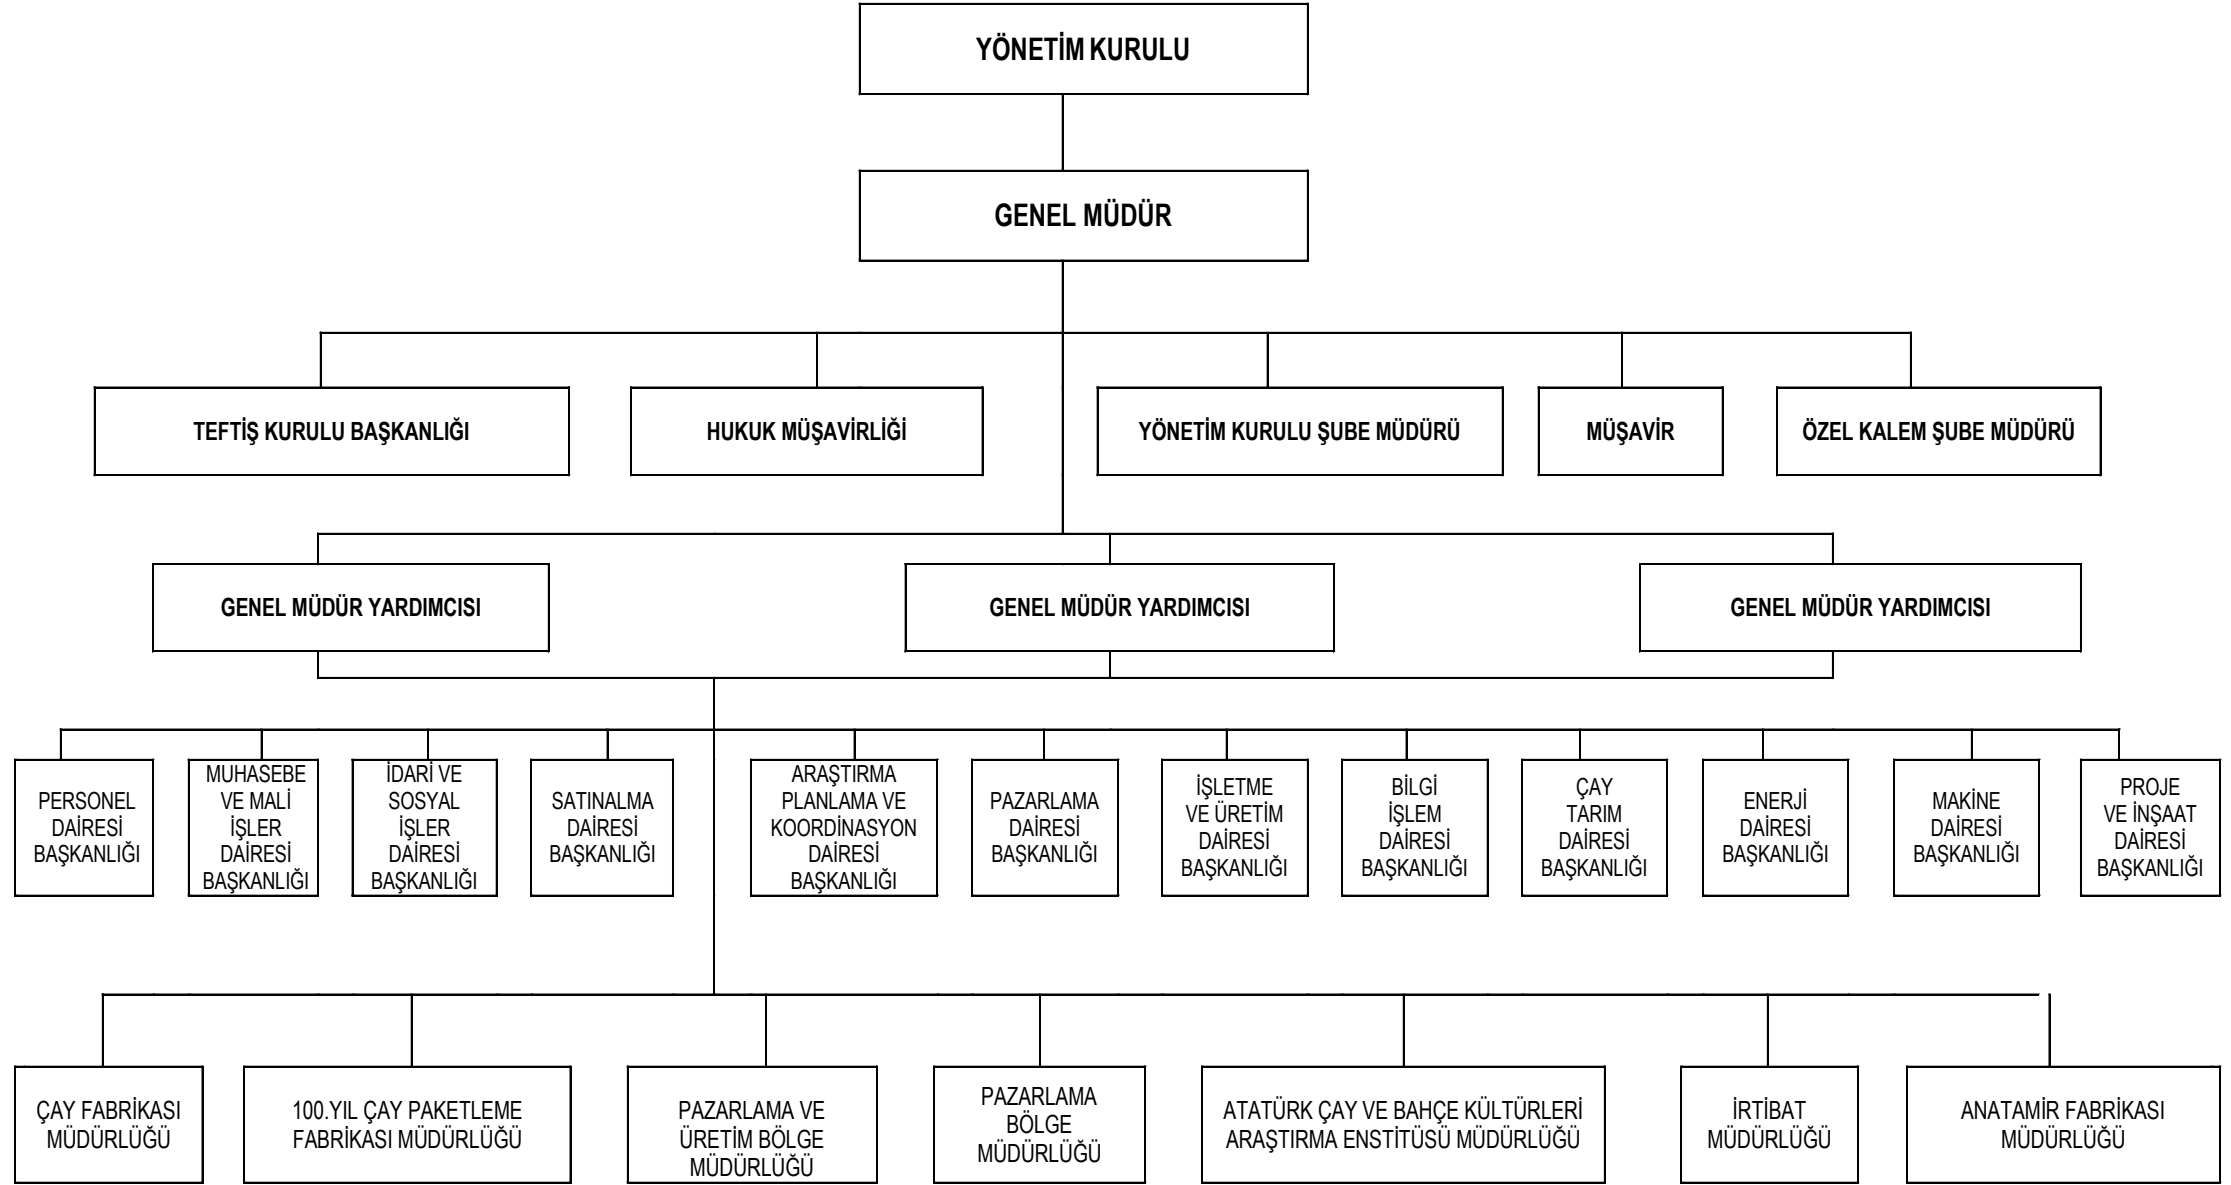 YÖNETİM KURULU
GENEL MÜDÜR
TEFTİŞ KURULU BAŞKANLIĞI
HUKUK MÜŞAVİRLİĞİ
YÖNETİM KURULU ŞUBE MÜDÜRÜ
MÜŞAVİR
ÖZEL KALEM ŞUBE MÜDÜRÜ
GENEL MÜDÜR YARDIMCISI
GENEL MÜDÜR YARDIMCISI
GENEL MÜDÜR YARDIMCISI
PERSONEL
DAİRESİ
BAŞKANLIĞI
MUHASEBE
VE MALİ
İŞLER
DAİRESİ
BAŞKANLIĞI
İDARİ VE
SOSYAL
İŞLER
DAİRESİ
BAŞKANLIĞI
SATINALMA
DAİRESİ
BAŞKANLIĞI
ARAŞTIRMA
PLANLAMA VE
KOORDİNASYON
DAİRESİ
BAŞKANLIĞI
PAZARLAMA
DAİRESİ
BAŞKANLIĞI
İŞLETME
VE ÜRETİM
DAİRESİ
BAŞKANLIĞI
BİLGİ
İŞLEM
DAİRESİ
BAŞKANLIĞI
ÇAY
TARIM
DAİRESİ
BAŞKANLIĞI
ENERJİ
DAİRESİ
BAŞKANLIĞI
MAKİNE
DAİRESİ
BAŞKANLIĞI
PROJE
VE İNŞAAT
DAİRESİ
BAŞKANLIĞI
ÇAY FABRİKASI
MÜDÜRLÜĞÜ
100.YIL ÇAY PAKETLEME
FABRİKASI MÜDÜRLÜĞÜ
PAZARLAMA VE
ÜRETİM BÖLGE
MÜDÜRLÜĞÜ
PAZARLAMA
BÖLGE
MÜDÜRLÜĞÜ
ATATÜRK ÇAY VE BAHÇE KÜLTÜRLERİ
ARAŞTIRMA ENSTİTÜSÜ MÜDÜRLÜĞÜ
İRTİBAT
MÜDÜRLÜĞÜ
ANATAMİR FABRİKASI
MÜDÜRLÜĞÜ